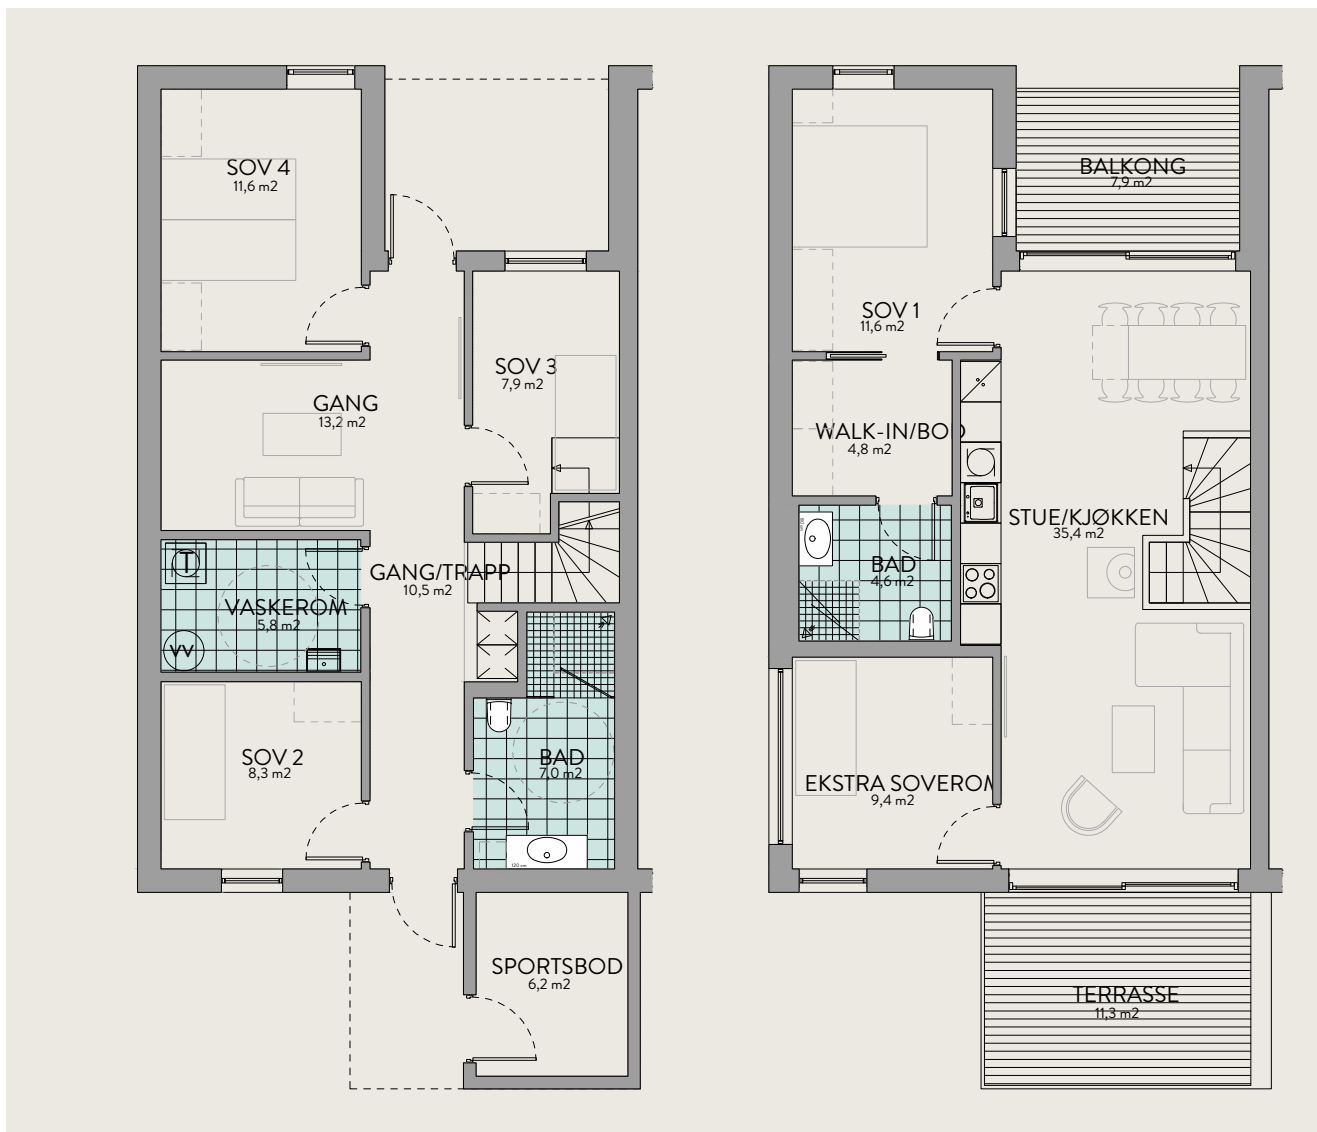 SOV 4
11,6 m2
GANG
13,2 m2
SOV 3
7,9 m2
GANG/TRAPP
10,5 m2
T
VASKEROM
5,8 m2
VV
SOV 2
8,3 m2
BAD
7,0 m2
120 cm
SPORTSBOD
6,2 m2
BALKONG
7,9 m2
SOV 1
11,6 m2
WALK-IN/BOD
4,8 m2
STUE/KJØKKEN
35,4 m2
BAD
4,6 m2
EKSTRA SOVEROM
9,4 m2
TERRASSE
11,3 m2